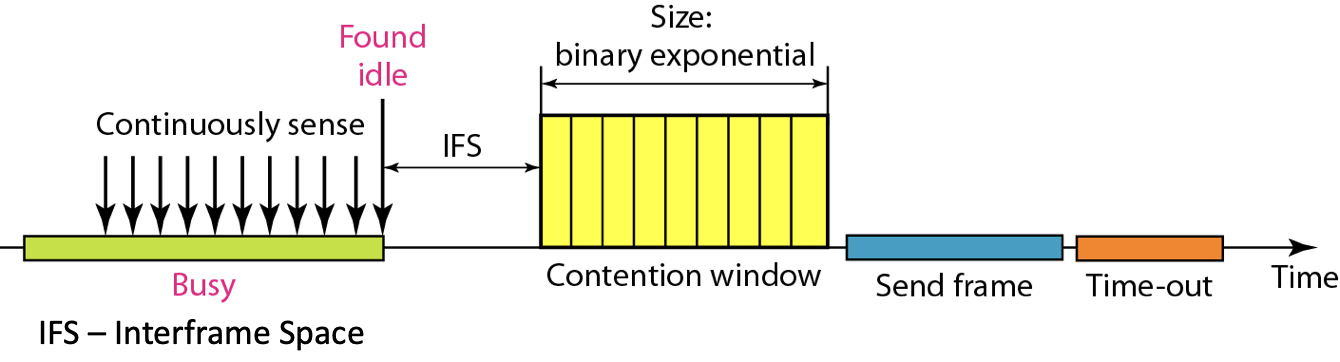 Size:
binary exponential
Found
idle
Continuously sense
IFS
Busy
Contention window
Send frame
Time-out
Time
IFS – Interframe Space